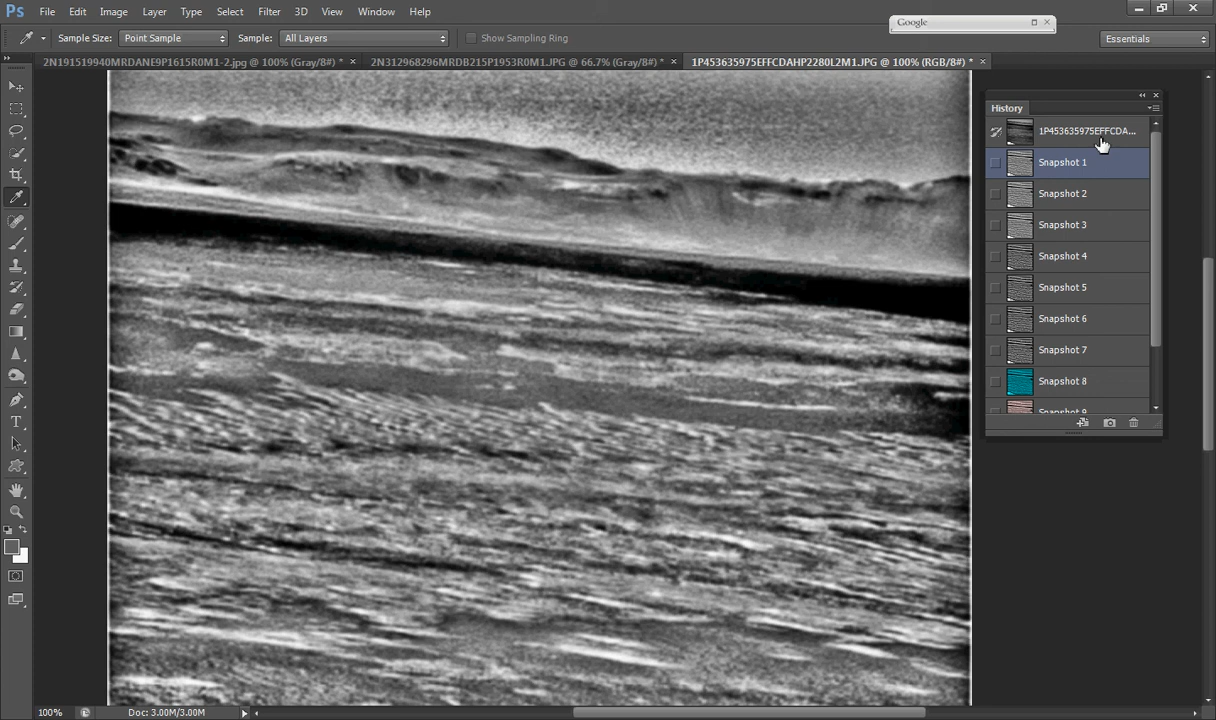 Ps File Edit Image Layer Type Select Filter 3D View Window Help
Google
Sample Size: Point Sample Sample: All Layers Show Sampling Ring Essentials
2N191519940MRDANE9P1615R0M1-2.jpg @ 100% (Gray/8#) * 2N312968296MRDB215P1953R0M1.JPG @ 66.7% (Gray/8#) * 1P453635975EFFCDAHP2280L2M1.JPG @ 100% (RGB/8#) *
History
1P453635975EFFCDA...
Snapshot 1
Snapshot 2
Snapshot 3
Snapshot 4
Snapshot 5
Snapshot 6
Snapshot 7
Snapshot 8
Snapshot 9
T
100% Doc: 3.00M/3.00M